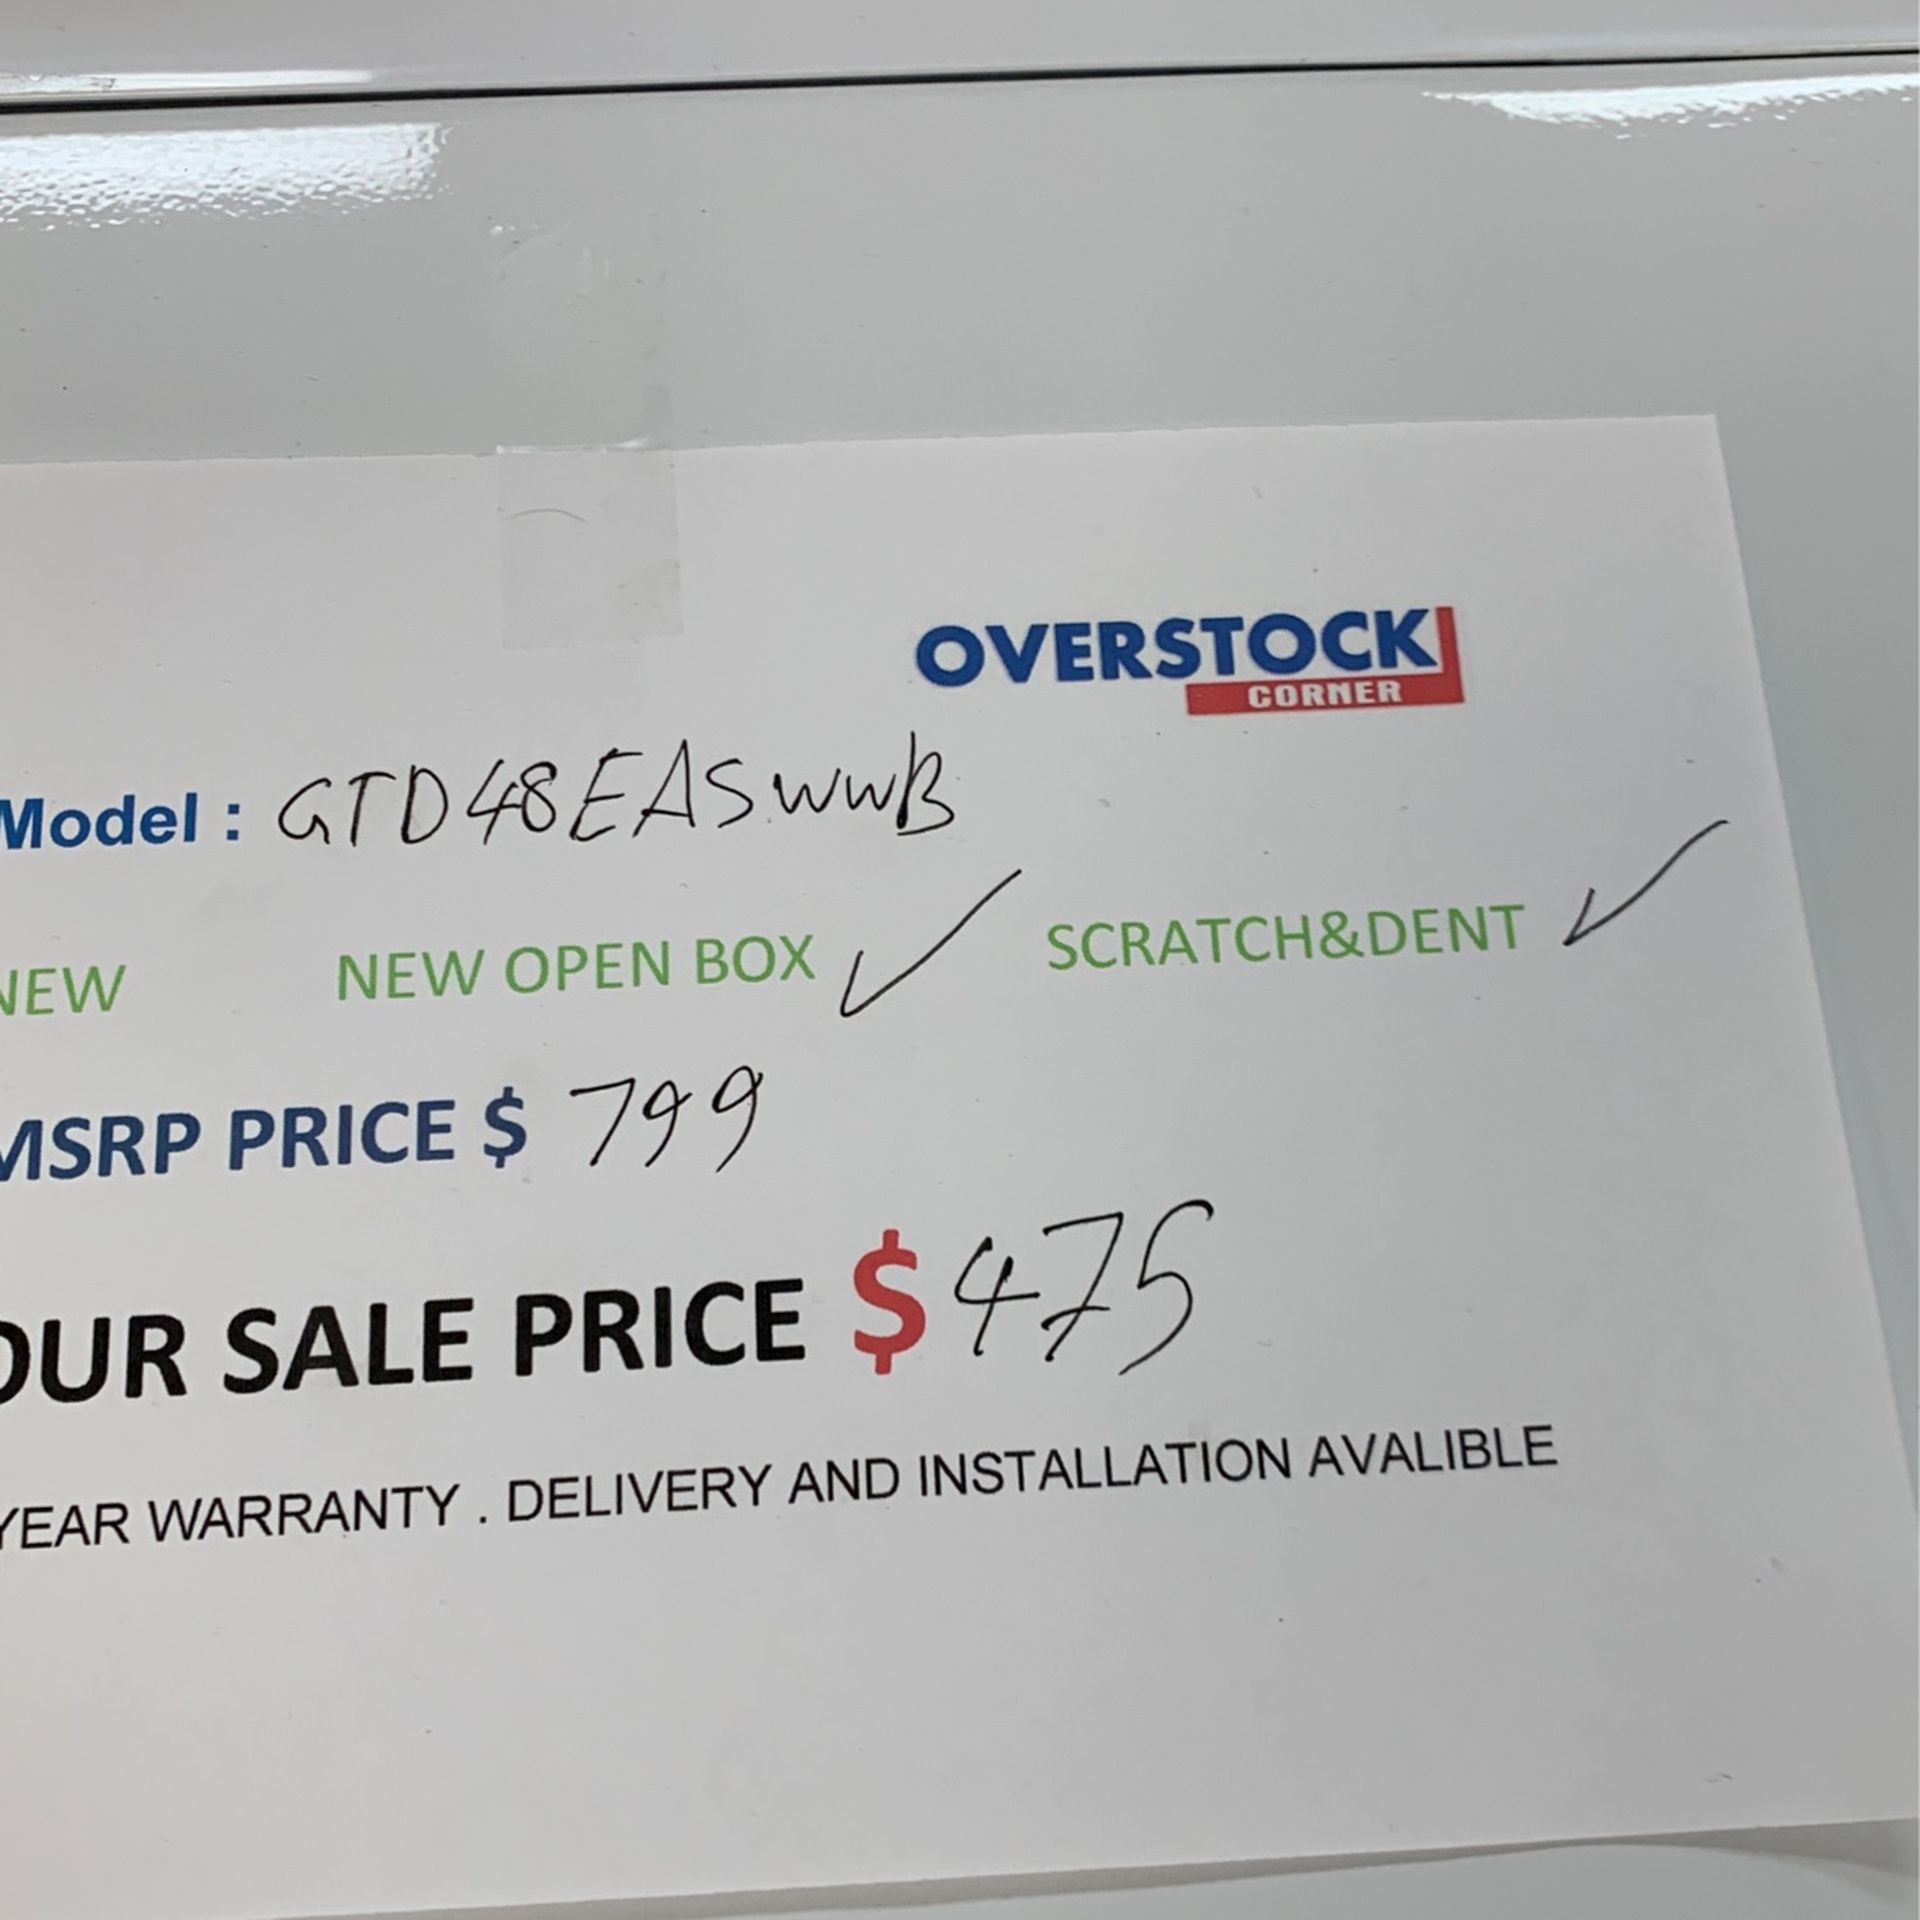 OVERSTOCK
CORNER
Model : GTD48EASWWB
NEW NEW OPEN BOX ✓ SCRATCH&DENT ✓
MSRP PRICE $ 799
OUR SALE PRICE $ 475
YEAR WARRANTY . DELIVERY AND INSTALLATION AVALIBLE